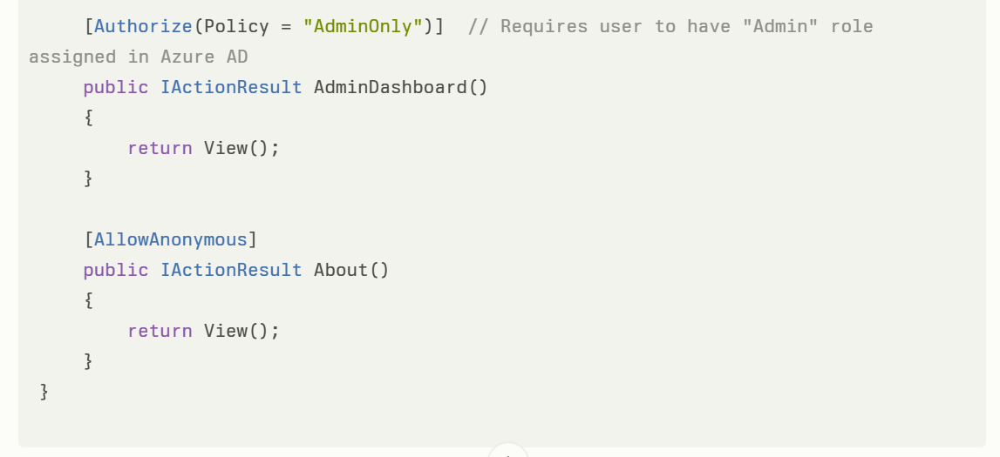 [Authorize(Policy = "AdminOnly")]  // Requires user to have "Admin" role
assigned in Azure AD
public IActionResult AdminDashboard()
{
return View();
}
[AllowAnonymous]
public IActionResult About()
{
return View();
}
}